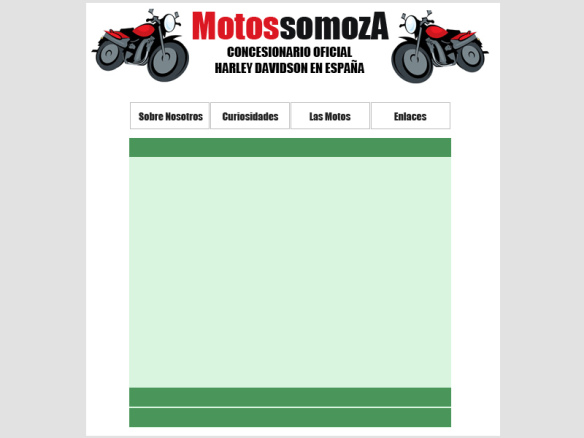 MotossomozA
CONCESIONARIO OFICIAL
HARLEY DAVIDSON EN ESPAÑA
Sobre Nosotros
Curiosidades
Las Motos
Enlaces